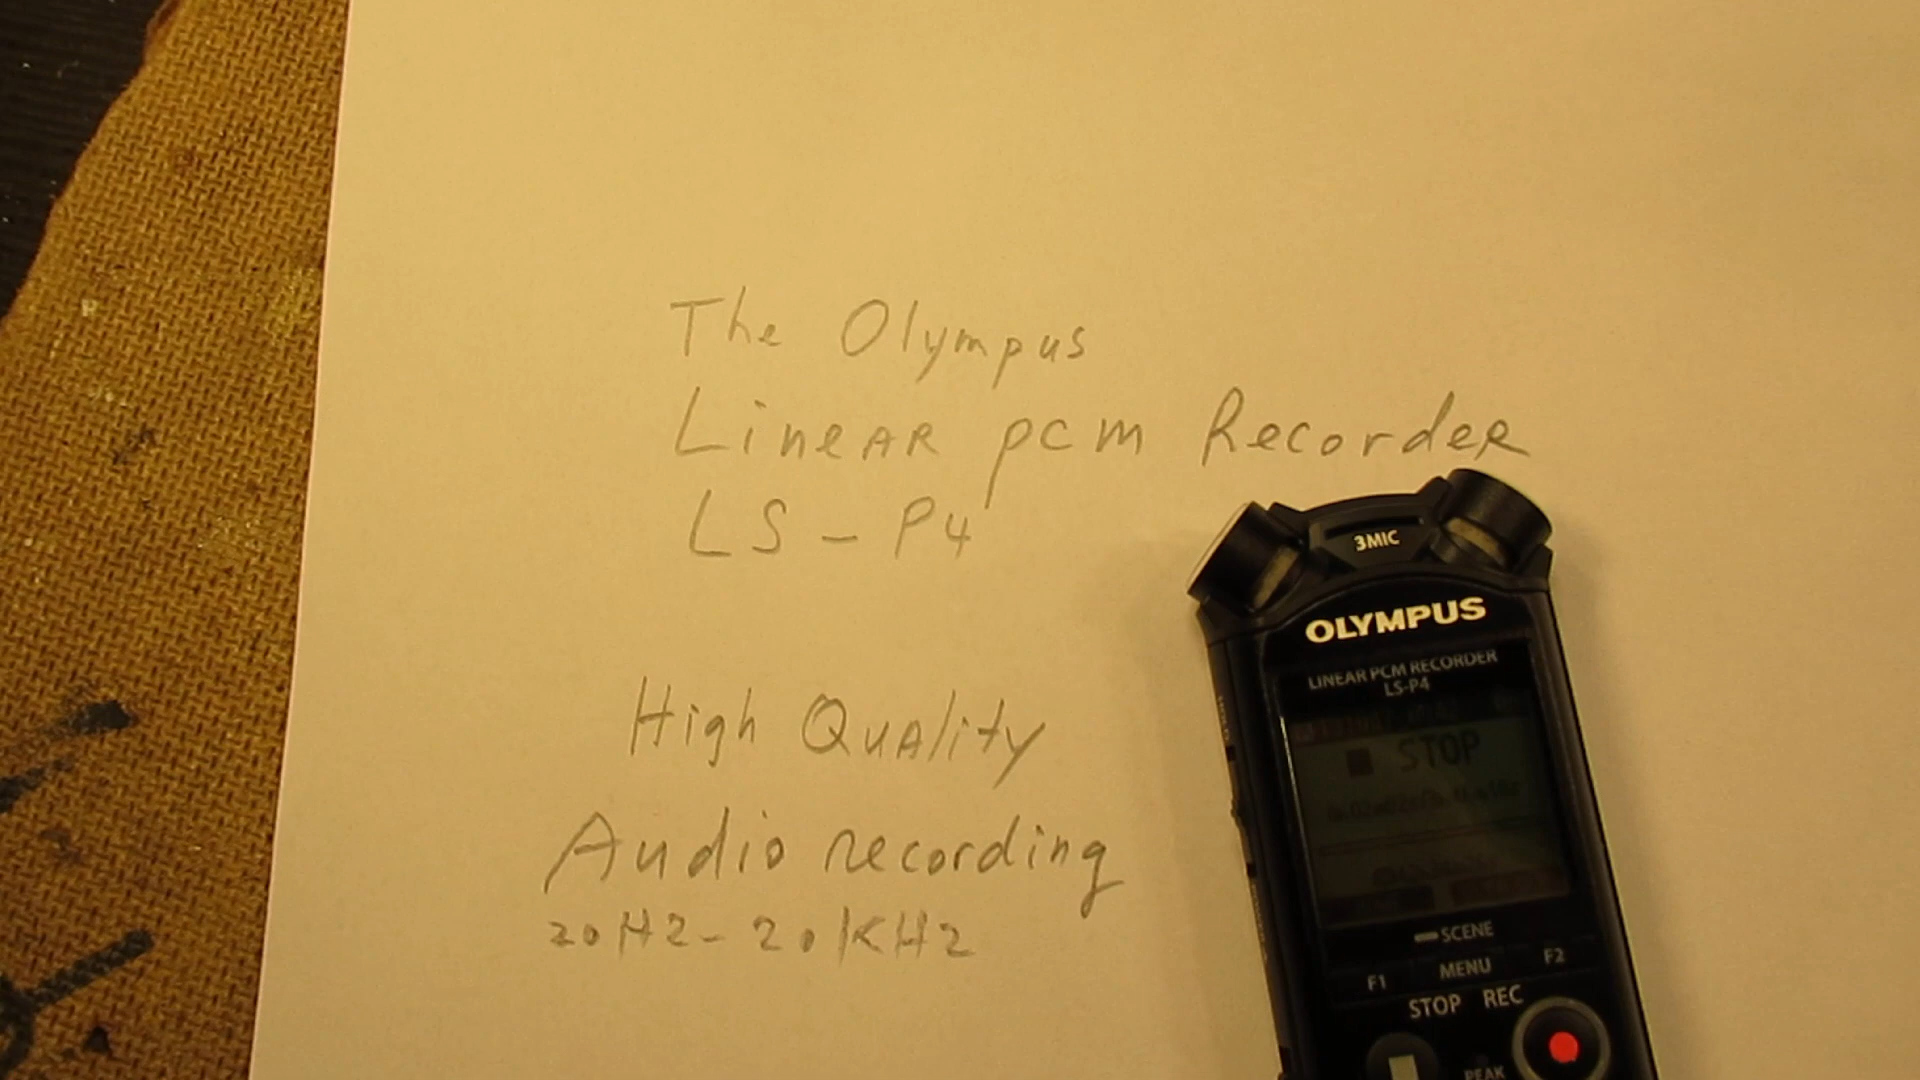 The Olympus
LineAR pcm Recorder
LS - P4
High QuAlity
Audio recording
20Hz - 20KHz
3MIC
OLYMPUS
LINEAR PCM RECORDER
LS-P4
STOP
SCENE
F1 MENU F2
STOP REC
PEAK